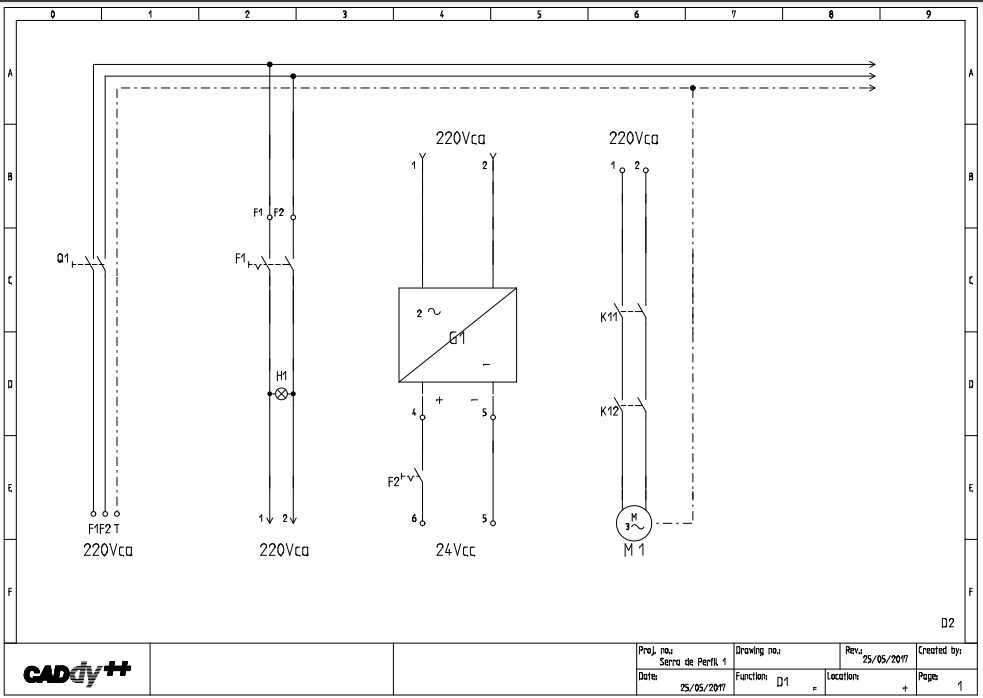 0 1 2 3 4 5 6 7 8 9
A A
220Vca 220Vca
1 2 1 2
B B
F1 F2
Q1 F1
C C
2 ~
K11
G1
–
H1
D D
+ –
4 5
K12
F2
E E
1 2 6 5
M
3 ~
F1 F2 T
220Vca 220Vca 24Vcc M1
F F
D2
CADdy++
Proj. no.: Drawing no.: Rev.: Created by:
Serra de Perfil 1 25/05/2017
Date: Function: D1 Location: Page:
25/05/2017 = + 1